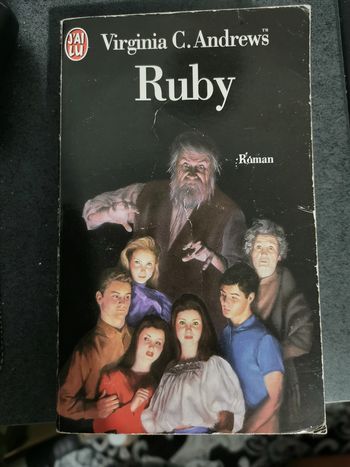 J'AI
LU
Virginia C. Andrews™
Ruby
Roman